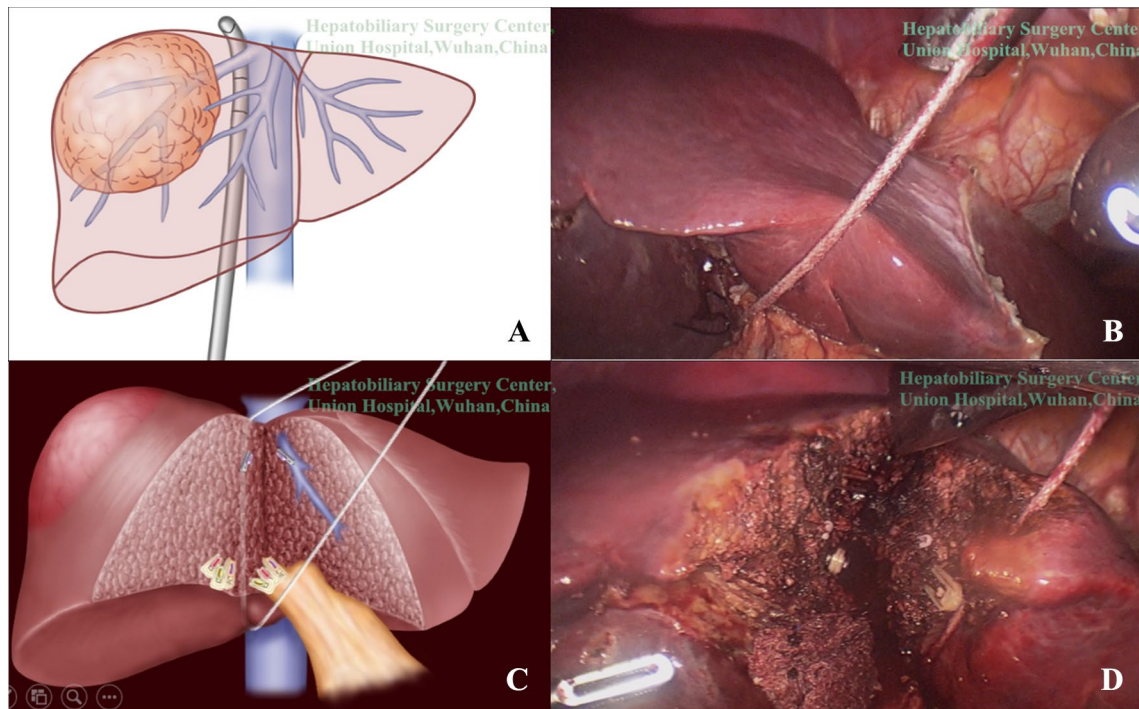 Hepatobiliary Surgery Center,
Union Hospital,Wuhan,China
A
Hepatobiliary Surgery Center,
Union Hospital,Wuhan,China
B
Hepatobiliary Surgery Center,
Union Hospital,Wuhan,China
C
Hepatobiliary Surgery Center,
Union Hospital,Wuhan,China
D